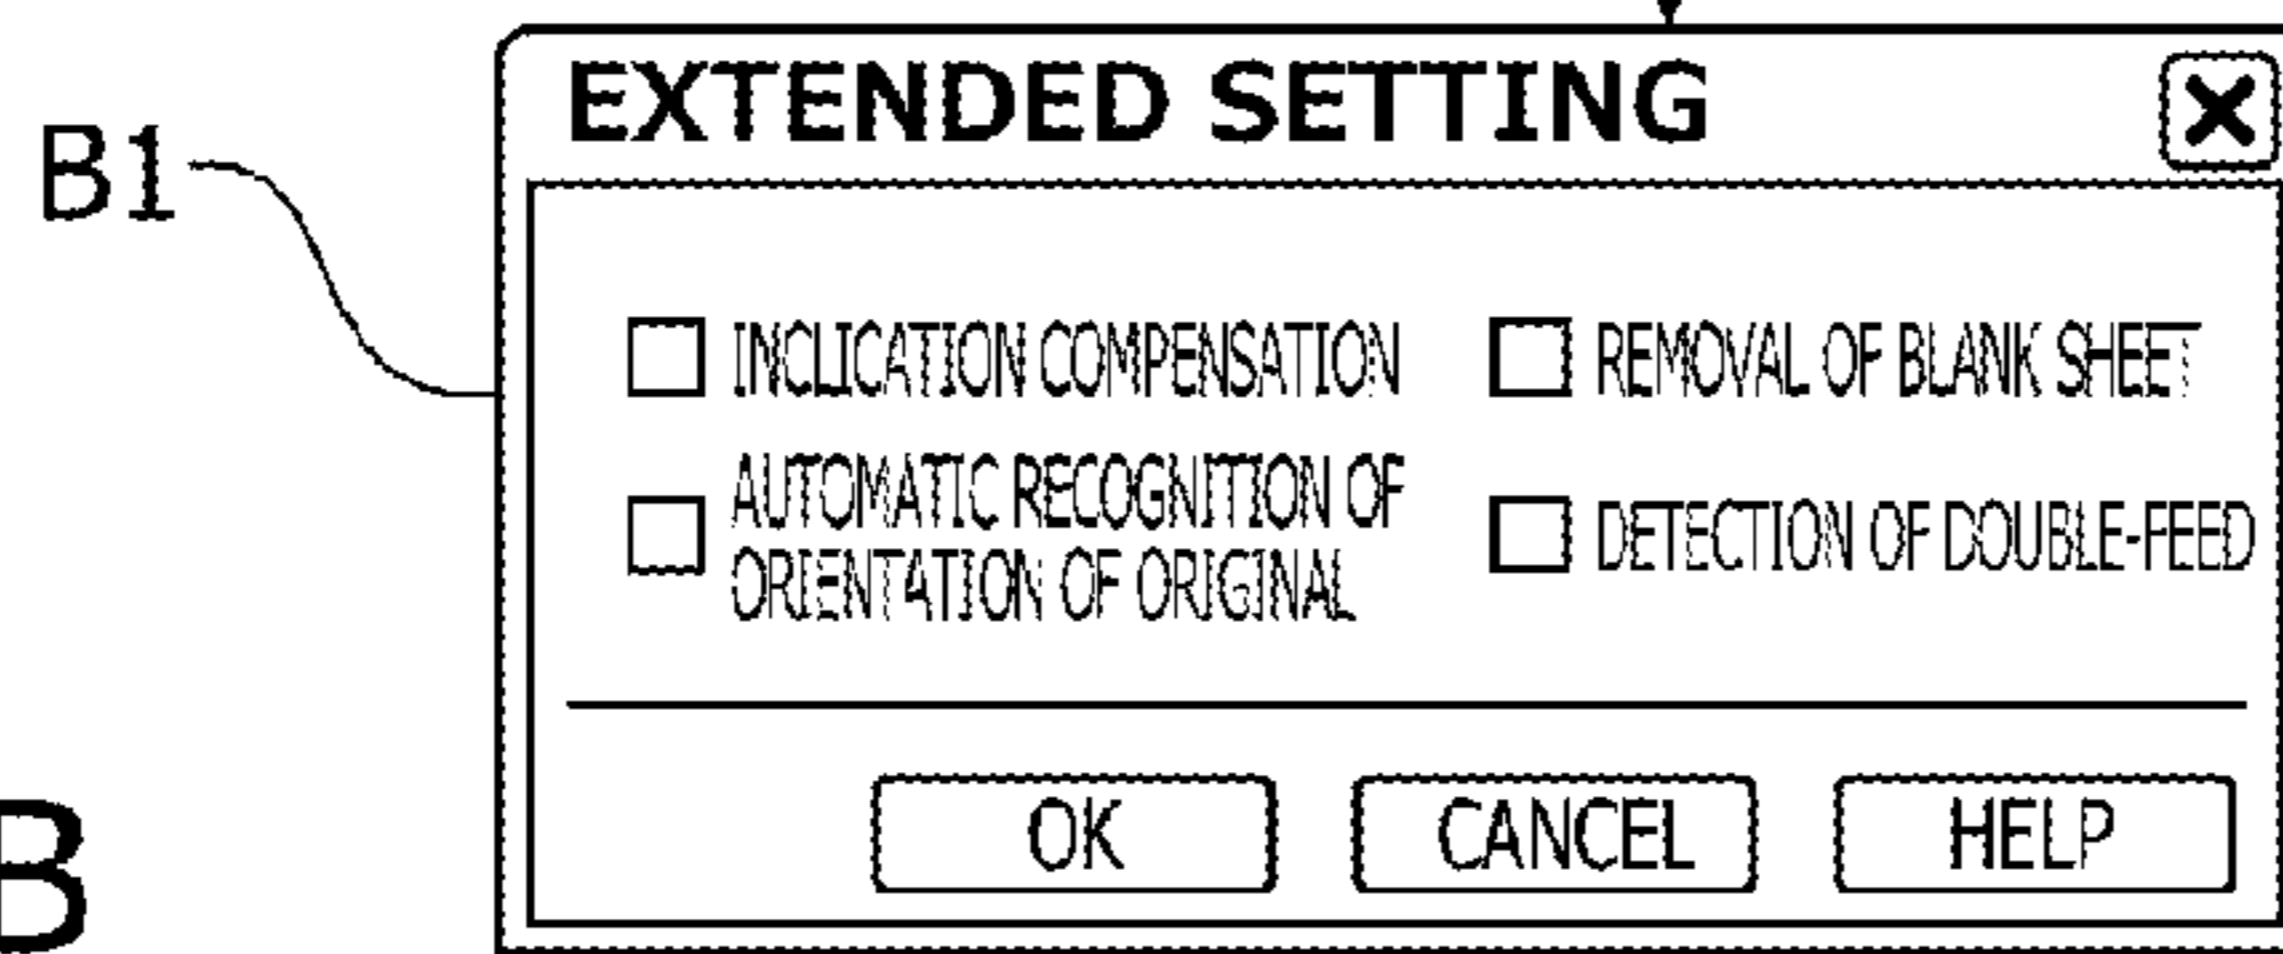 EXTENDED SETTING
B1
INCLICATION COMPENSATION
REMOVAL OF BLANK SHEET
AUTOMATIC RECOGNITION OF
ORIENTATION OF ORIGINAL
DETECTION OF DOUBLE-FEED
OK
CANCEL
HELP
B